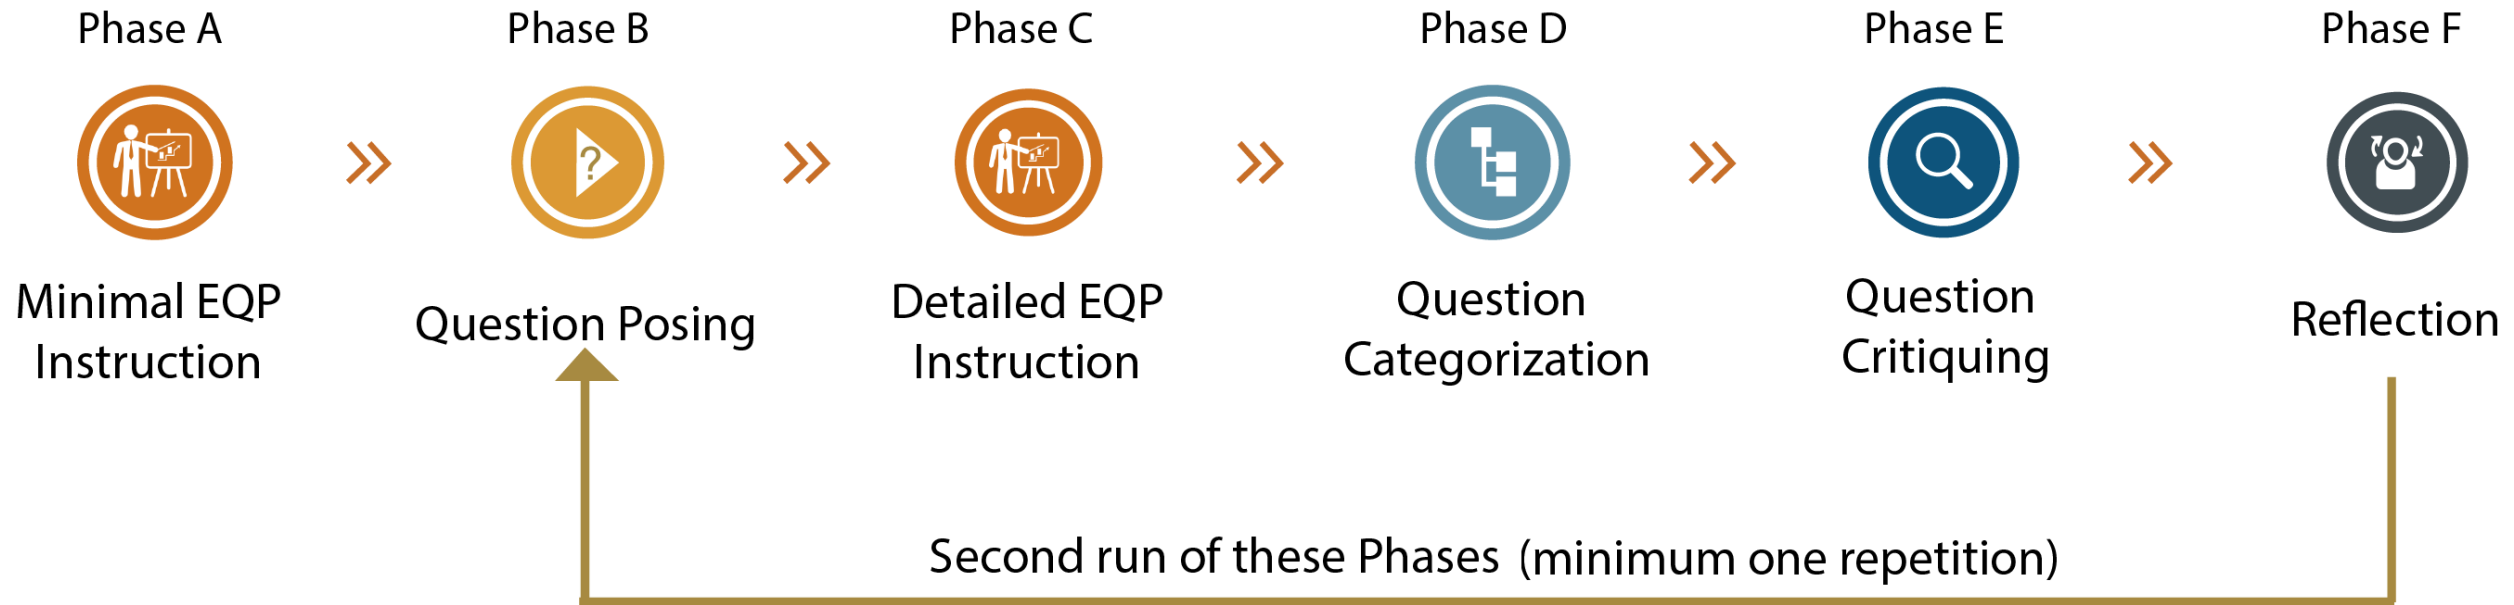 Phase A
Phase B
Phase C
Phase D
Phase E
Phase F
?
Minimal EQP
Instruction
Question Posing
Detailed EQP
Instruction
Question
Categorization
Question
Critiquing
Reflection
Second run of these Phases (minimum one repetition)